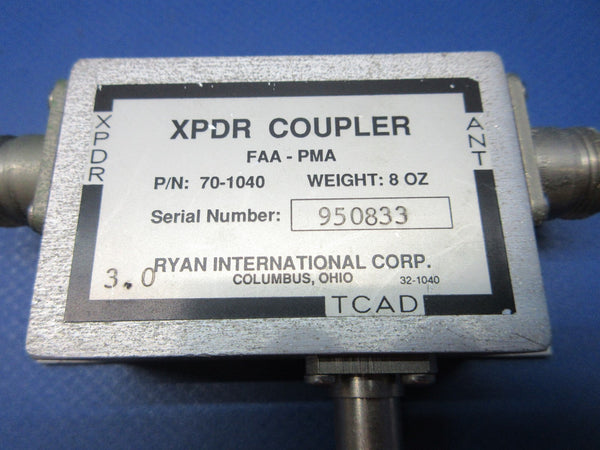 XPDR COUPLER
FAA - PMA
P/N: 70-1040 WEIGHT: 8 OZ
Serial Number: 950833
RYAN INTERNATIONAL CORP.
COLUMBUS, OHIO
32-1040
3.0
XPDR
ANT
TCAD